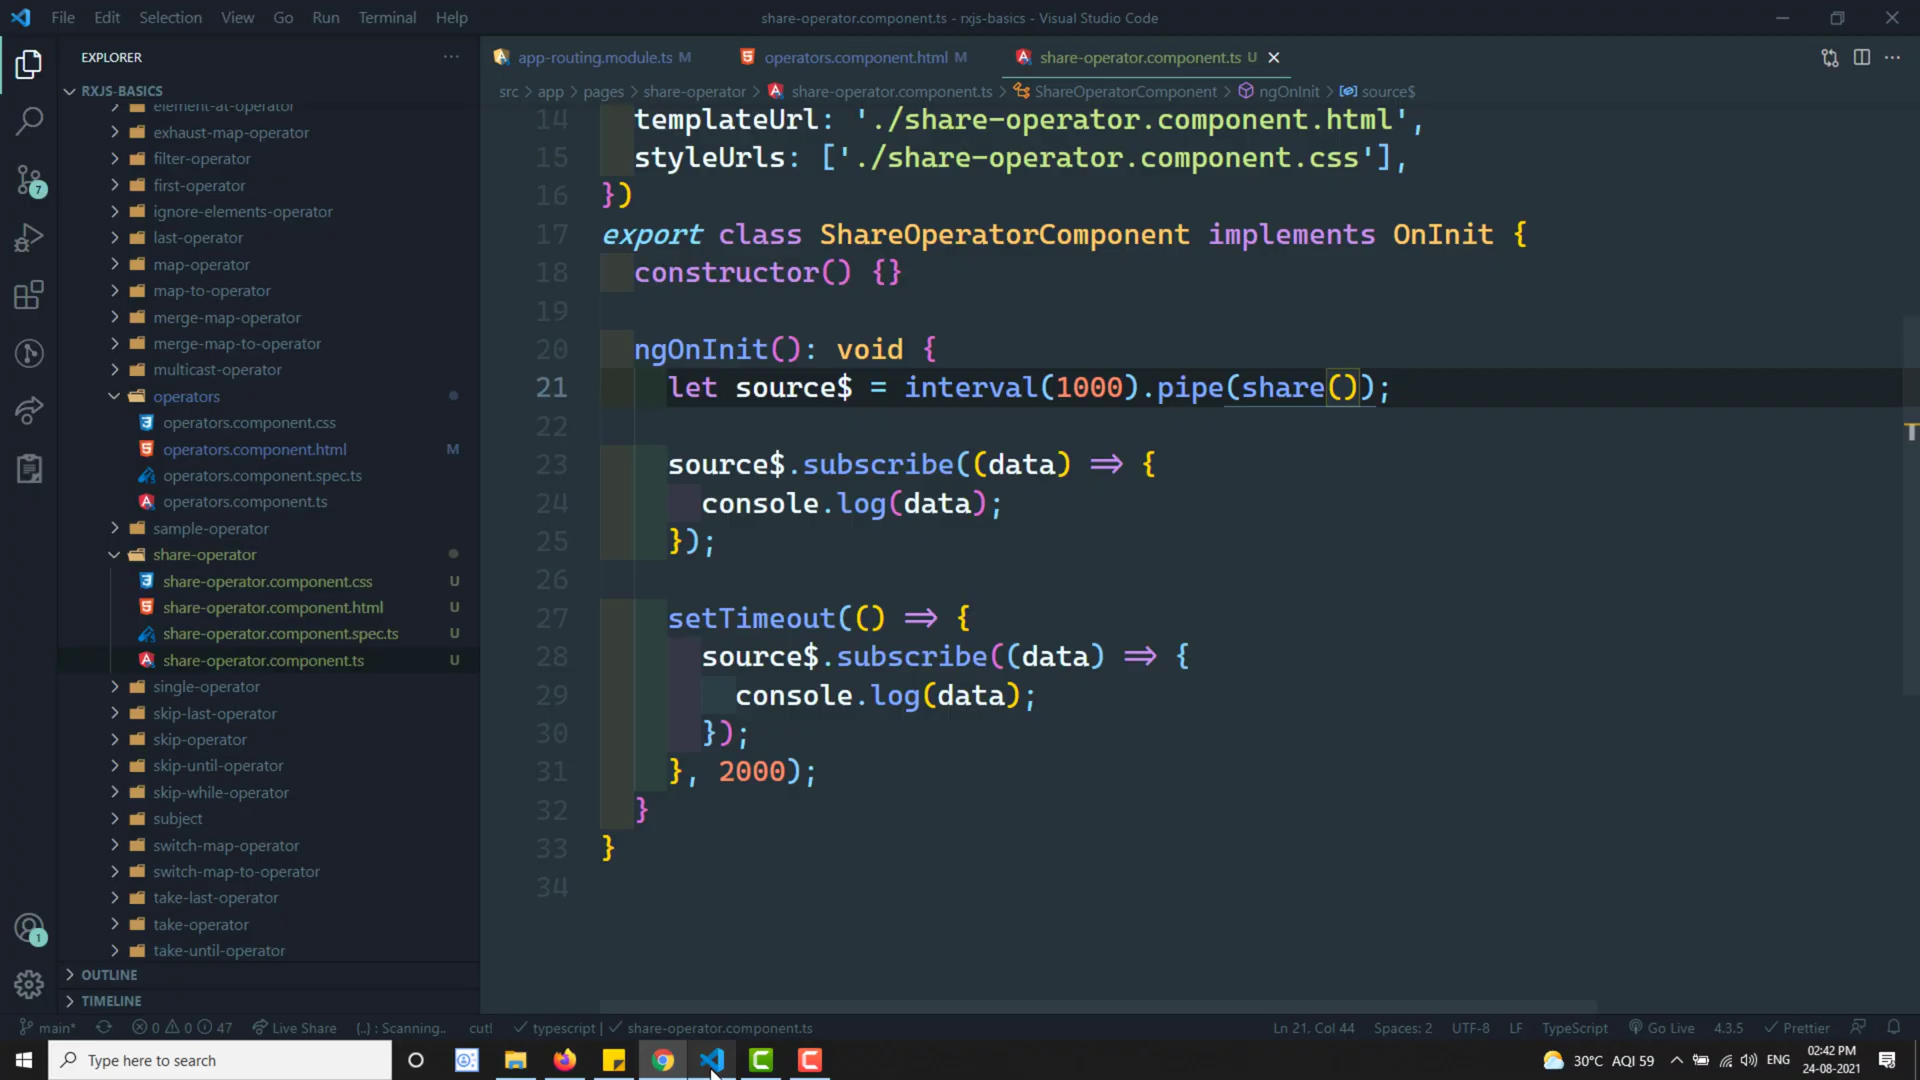 File Edit Selection View Go Run Terminal Help
share-operator.component.ts - rxjs-basics - Visual Studio Code
EXPLORER
RXJS-BASICS
element-at-operator
exhaust-map-operator
filter-operator
first-operator
ignore-elements-operator
last-operator
map-operator
map-to-operator
merge-map-operator
merge-map-to-operator
multicast-operator
operators
operators.component.css
operators.component.html M
operators.component.spec.ts
operators.component.ts
sample-operator
share-operator
share-operator.component.css U
share-operator.component.html U
share-operator.component.spec.ts U
share-operator.component.ts U
single-operator
skip-last-operator
skip-operator
skip-until-operator
skip-while-operator
subject
switch-map-operator
switch-map-to-operator
take-last-operator
take-operator
take-until-operator
OUTLINE
TIMELINE
7
1
app-routing.module.ts M
operators.component.html M
share-operator.component.ts U
src > app > pages > share-operator > share-operator.component.ts > ShareOperatorComponent > ngOnInit > source$
14 templateUrl: './share-operator.component.html',
15 styleUrls: ['./share-operator.component.css'],
16 })
17 export class ShareOperatorComponent implements OnInit {
18 constructor() {}
19
20 ngOnInit(): void {
21 let source$ = interval(1000).pipe(share());
22
23 source$.subscribe((data) => {
24 console.log(data);
25 });
26
27 setTimeout(() => {
28 source$.subscribe((data) => {
29 console.log(data);
30 });
31 }, 2000);
32 }
33 }
34
main* 0 0 47 Live Share {..} : Scanning.. cutl typescript | share-operator.component.ts
Ln 21, Col 44 Spaces: 2 UTF-8 LF TypeScript Go Live 4.3.5 Prettier
Type here to search
30°C AQI 59 ENG
02:42 PM
24-08-2021